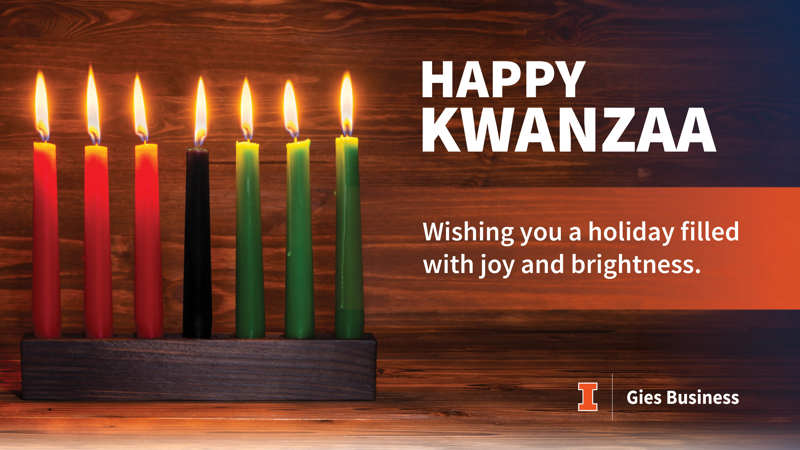 HAPPY
KWANZAA
Wishing you a holiday filled
with joy and brightness.
I
Gies Business